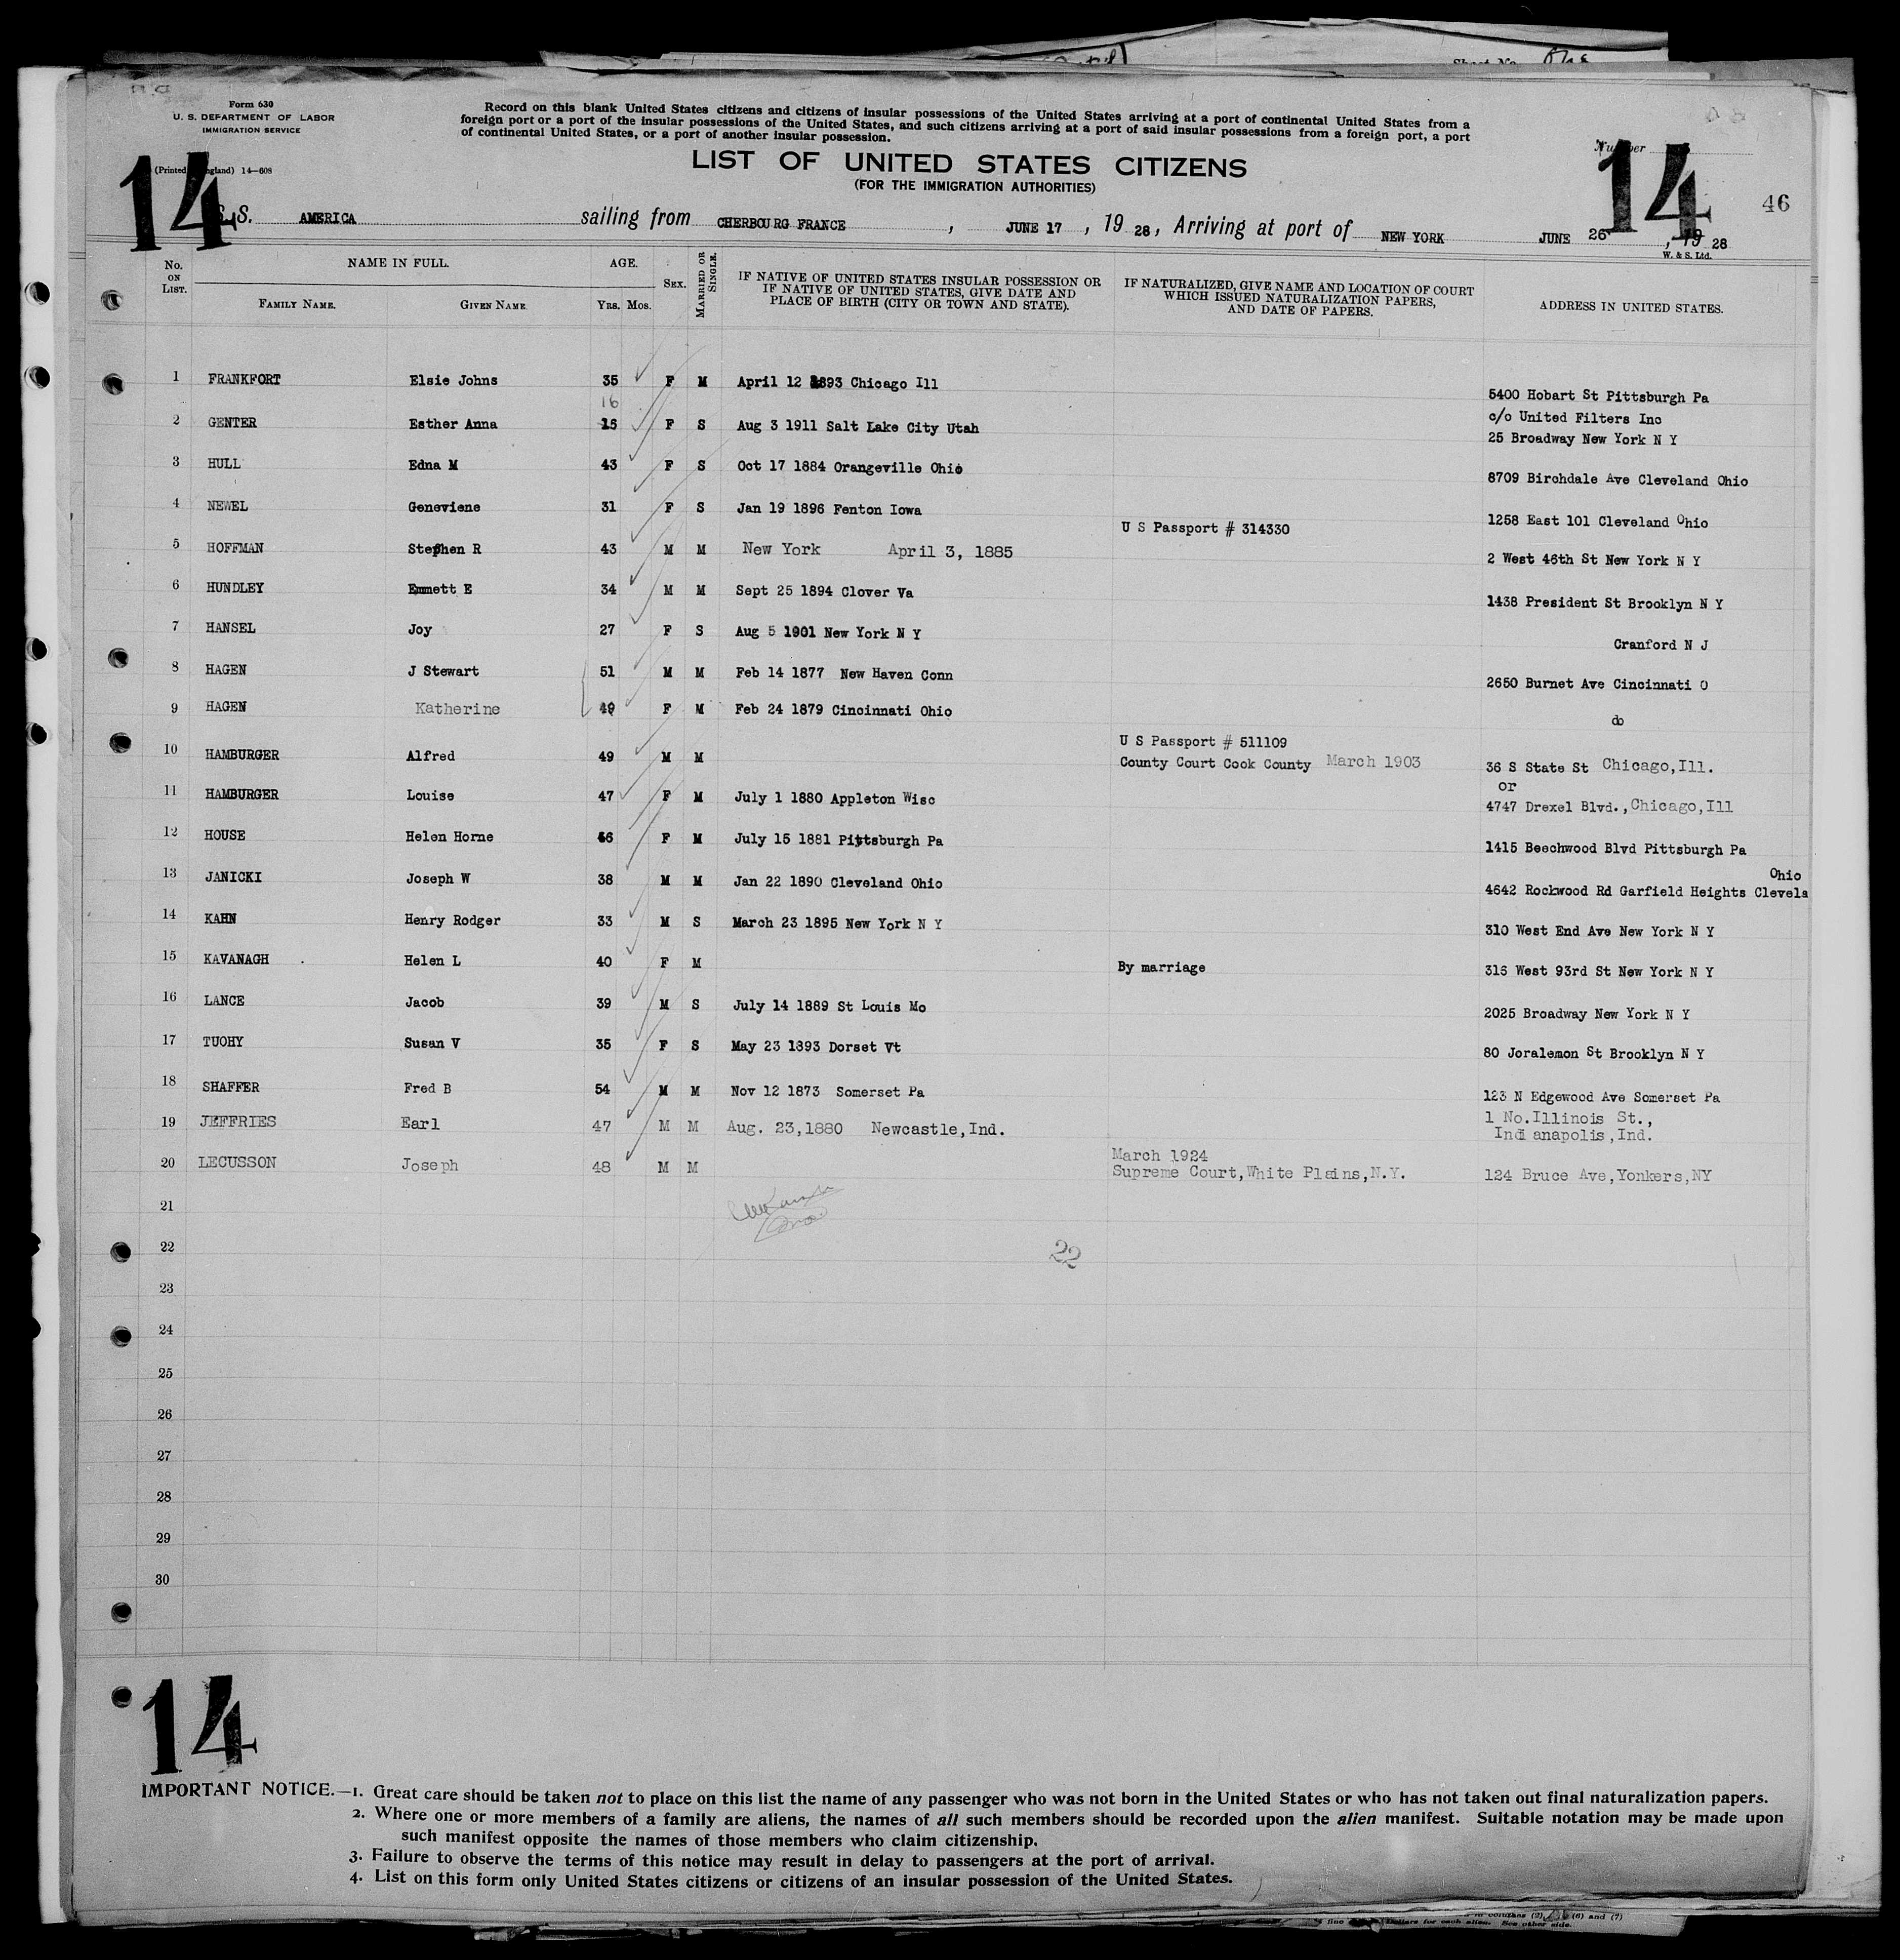 Form 630
U. S. DEPARTMENT OF LABOR
IMMIGRATION SERVICE
Record on this blank United States citizens and citizens of insular possessions of the United States arriving at a port of continental United States from a
foreign port or a port of the insular possessions of the United States, and such citizens arriving at a port of said insular possessions from a foreign port, a port
of continental United States, or a port of another insular possession.
14
(Printed England) 14—608
LIST OF UNITED STATES CITIZENS
(FOR THE IMMIGRATION AUTHORITIES)
Number
14
46
S.S. AMERICA sailing from CHERBOURG FRANCE, JUNE 17, 19 28, Arriving at port of NEW YORK JUNE 26, 19 28
W. & S. Ltd.
No. ON LIST.
NAME IN FULL.
FAMILY NAME. GIVEN NAME
AGE.
YRS. MOS.
SEX.
MARRIED OR SINGLE.
IF NATIVE OF UNITED STATES INSULAR POSSESSION OR
IF NATIVE OF UNITED STATES, GIVE DATE AND
PLACE OF BIRTH (CITY OR TOWN AND STATE).
IF NATURALIZED, GIVE NAME AND LOCATION OF COURT
WHICH ISSUED NATURALIZATION PAPERS,
AND DATE OF PAPERS.
ADDRESS IN UNITED STATES.
1 FRANKFORT Elsie Johns 35 F M April 12 1893 Chicago Ill 5400 Hobart St Pittsburgh Pa
16
2 GENTER Esther Anna 15 F S Aug 3 1911 Salt Lake City Utah c/o United Filters Inc
25 Broadway New York N Y
3 HULL Edna M 43 F S Oct 17 1884 Orangeville Ohio 8709 Birchdale Ave Cleveland Ohio
4 NEWEL Geneviene 31 F S Jan 19 1896 Fenton Iowa 1258 East 101 Cleveland Ohio
U S Passport # 314330
5 HOFFMAN Stephen R 43 M M New York April 3, 1885 2 West 46th St New York N Y
6 HUNDLEY Emmett E 34 M M Sept 25 1894 Clover Va 1438 President St Brooklyn N Y
7 HANSEL Joy 27 F S Aug 5 1901 New York N Y Cranford N J
8 HAGEN J Stewart 51 M M Feb 14 1877 New Haven Conn 2650 Burnet Ave Cincinnati O
9 HAGEN Katherine 49 F M Feb 24 1879 Cincinnati Ohio do
U S Passport # 511109
10 HAMBURGER Alfred 49 M M County Court Cook County March 1903 36 S State St Chicago,Ill.
or
11 HAMBURGER Louise 47 F M July 1 1880 Appleton Wisc 4747 Drexel Blvd.,Chicago,Ill
12 HOUSE Helen Horne 46 F M July 15 1881 Pittsburgh Pa 1415 Beechwood Blvd Pittsburgh Pa
Ohio
13 JANICKI Joseph W 38 M M Jan 22 1890 Cleveland Ohio 4642 Rockwood Rd Garfield Heights Clevela
14 KAHN Henry Rodger 33 M S March 23 1895 New York N Y 310 West End Ave New York N Y
15 KAVANAGH Helen L 40 F M By marriage 316 West 93rd St New York N Y
16 LANCE Jacob 39 M S July 14 1889 St Louis Mo 2025 Broadway New York N Y
17 TUOHY Susan V 35 F S May 23 1893 Dorset Vt 80 Joralemon St Brooklyn N Y
18 SHAFFER Fred B 54 M M Nov 12 1873 Somerset Pa 123 N Edgewood Ave Somerset Pa
19 JEFFRIES Earl 47 M M Aug. 23,1880 Newcastle,Ind. 1 No.Illinois St.,
Indianapolis,Ind.
March 1924
20 LECUSSON Joseph 48 M M Supreme Court,White Plains,N.Y. 124 Bruce Ave,Yonkers,NY
21
22 22
23
24
25
26
27
28
29
30
14
IMPORTANT NOTICE.—1. Great care should be taken not to place on this list the name of any passenger who was not born in the United States or who has not taken out final naturalization papers.
2. Where one or more members of a family are aliens, the names of all such members should be recorded upon the alien manifest. Suitable notation may be made upon
such manifest opposite the names of those members who claim citizenship.
3. Failure to observe the terms of this notice may result in delay to passengers at the port of arrival.
4. List on this form only United States citizens or citizens of an insular possession of the United States.